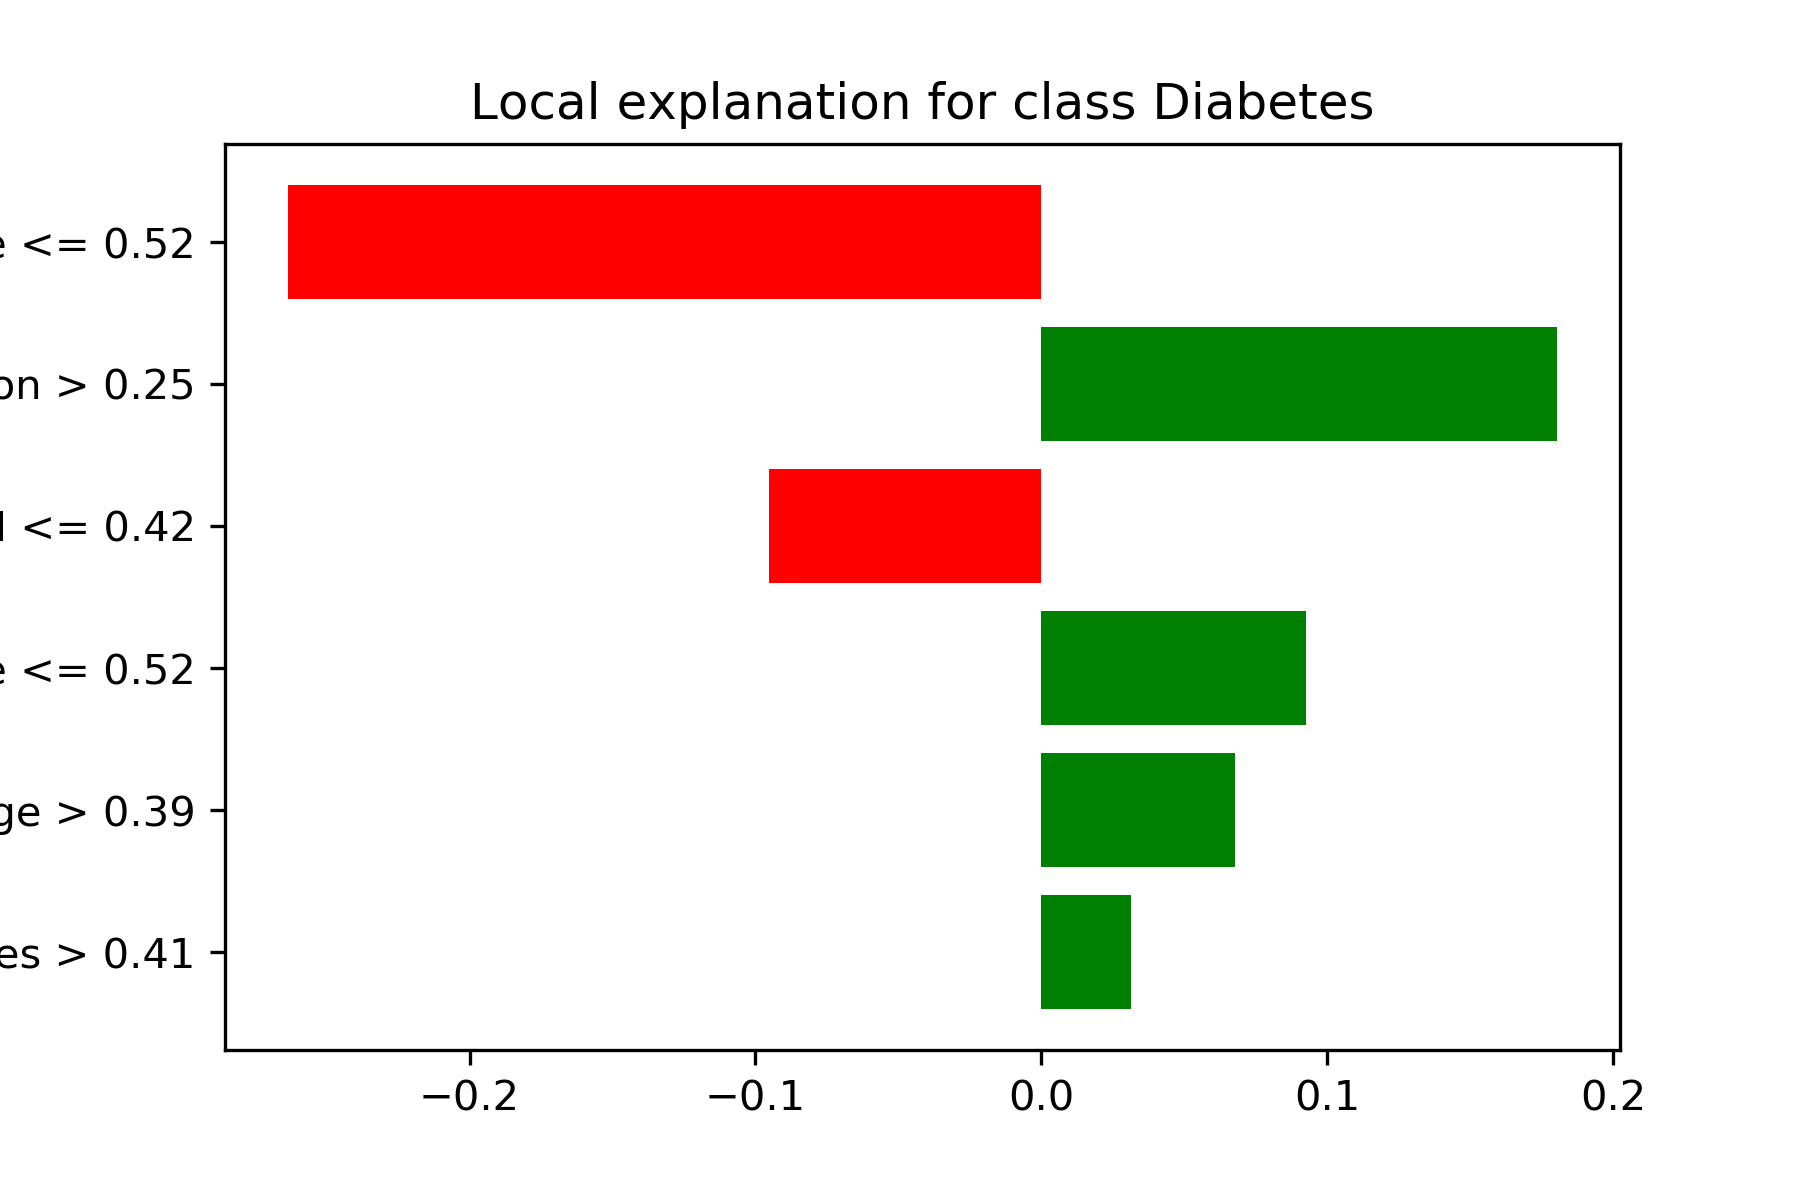 Local explanation for class Diabetes
e <= 0.52
on > 0.25
<= 0.42
e <= 0.52
ge > 0.39
es > 0.41
−0.2 −0.1 0.0 0.1 0.2